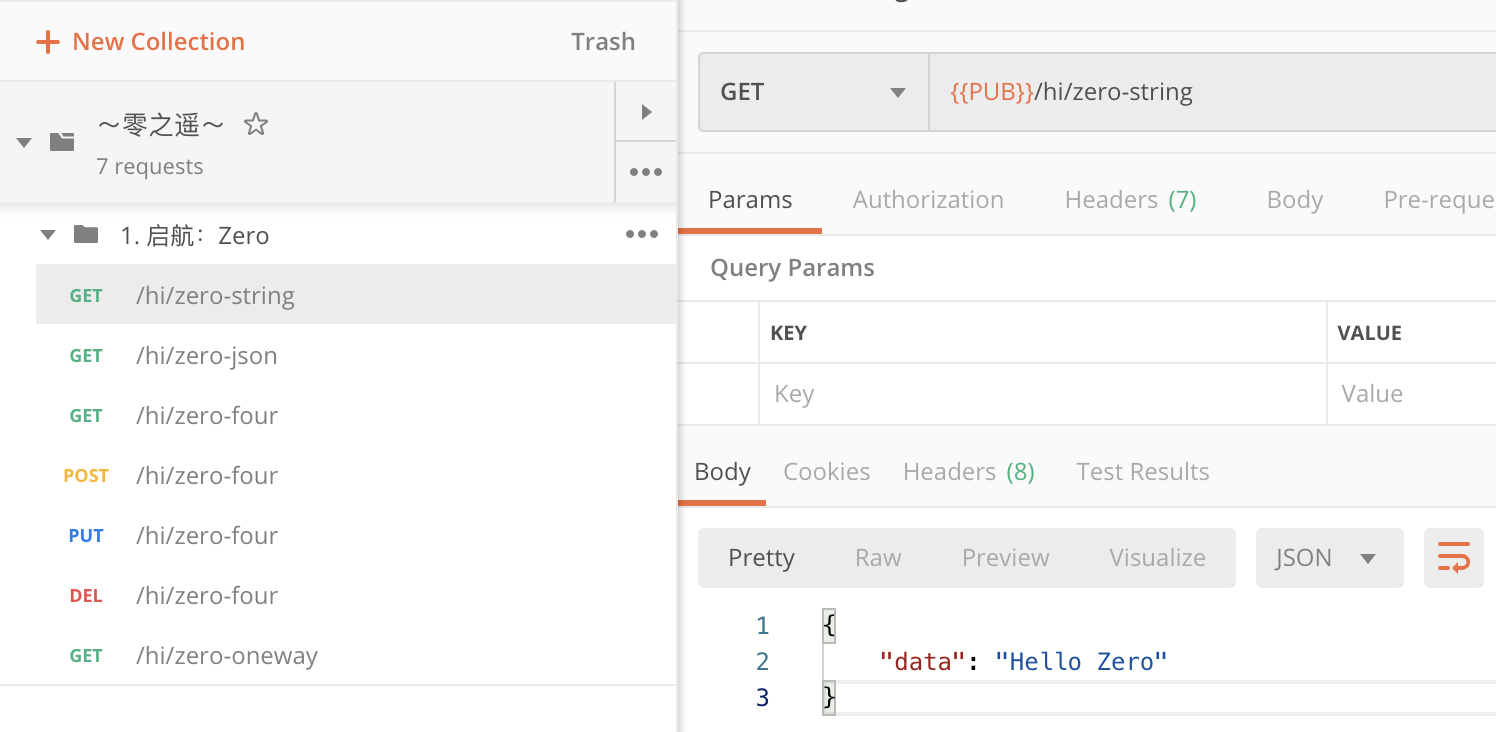 New Collection
Trash
～零之遥～
7 requests
1. 启航：Zero
GET /hi/zero-string
GET /hi/zero-json
GET /hi/zero-four
POST /hi/zero-four
PUT /hi/zero-four
DEL /hi/zero-four
GET /hi/zero-oneway
GET
{{PUB}}/hi/zero-string
Params Authorization Headers (7) Body Pre-reque
Query Params
KEY VALUE
Key Value
Body Cookies Headers (8) Test Results
Pretty Raw Preview Visualize JSON
1 {
2 "data": "Hello Zero"
3 }